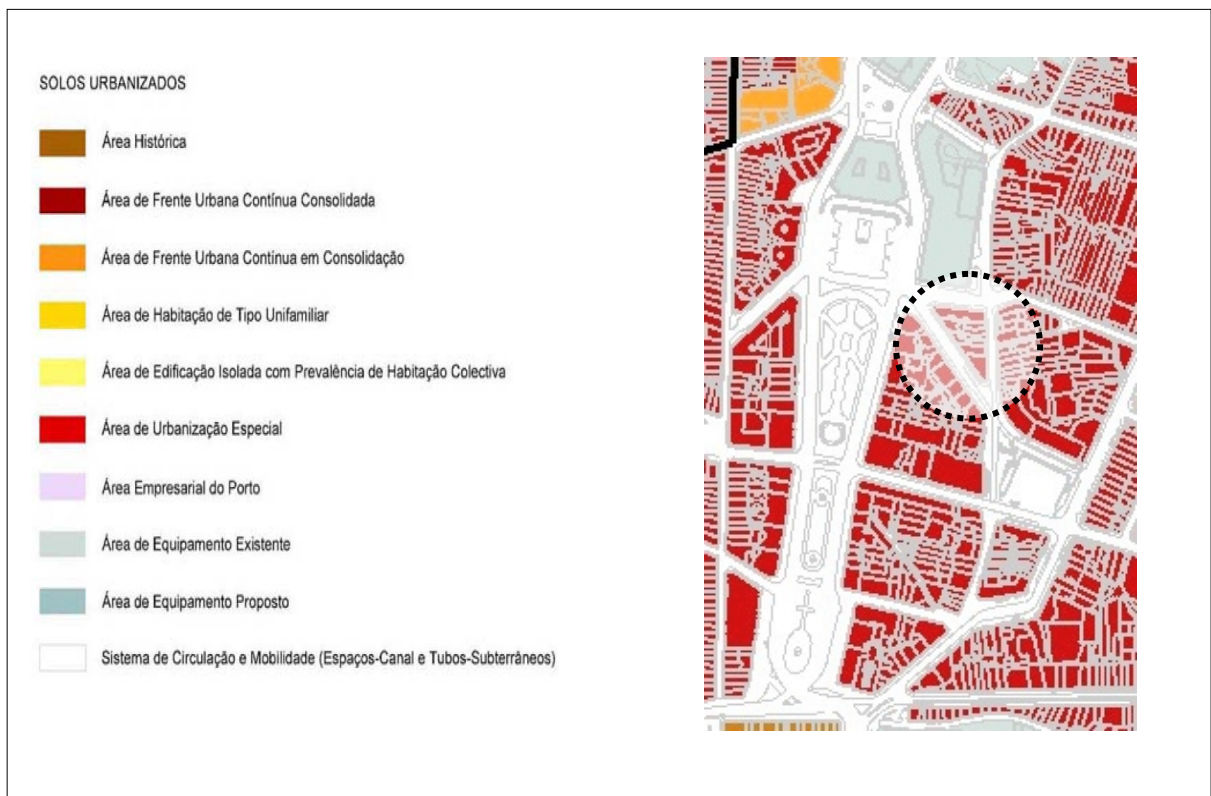 SOLOS URBANIZADOS
Área Histórica
Área de Frente Urbana Contínua Consolidada
Área de Frente Urbana Contínua em Consolidação
Área de Habitação de Tipo Unifamiliar
Área de Edificação Isolada com Prevalência de Habitação Colectiva
Área de Urbanização Especial
Área Empresarial do Porto
Área de Equipamento Existente
Área de Equipamento Proposto
Sistema de Circulação e Mobilidade (Espaços-Canal e Tubos-Subterrâneos)